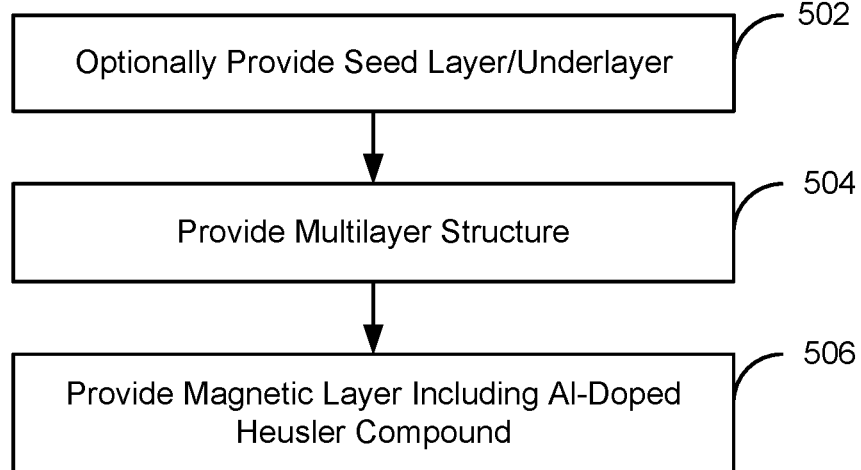 502
Optionally Provide Seed Layer/Underlayer
504
Provide Multilayer Structure
506
Provide Magnetic Layer Including Al-Doped
Heusler Compound